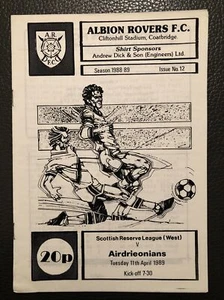 ALBION ROVERS F.C.
Cliftonhill Stadium, Coatbridge.
Shirt Sponsors
Andrew Dick & Son (Engineers) Ltd.
A.R.
F.C.
Season 1988-89
Issue No.12
20p
Scottish Reserve League (West)
v
Airdrieonians
Tuesday 11th April 1989
Kick-off 7-30